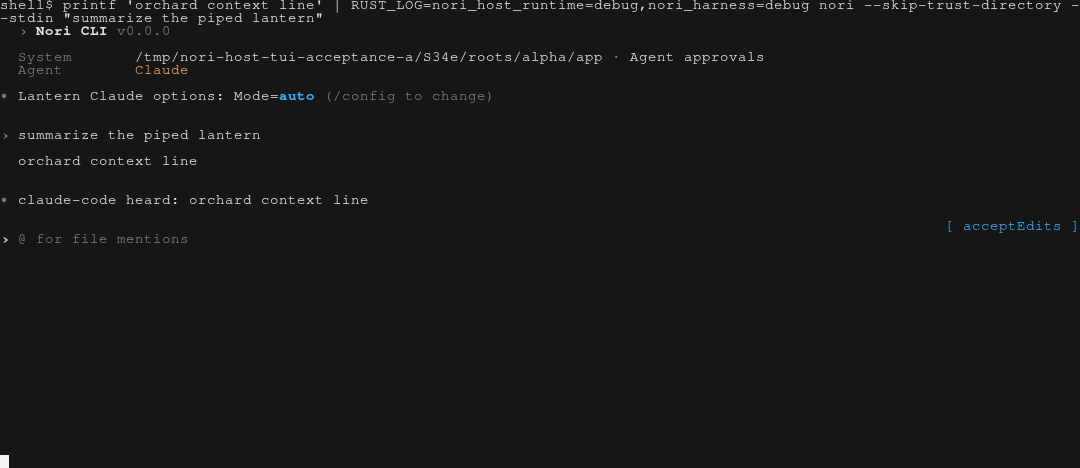 shell$ printf 'orchard context line' | RUST_LOG=nori_host_runtime=debug,nori_harness=debug nori --skip-trust-directory -
-stdin "summarize the piped lantern"
› Nori CLI v0.0.0
System /tmp/nori-host-tui-acceptance-a/S34e/roots/alpha/app · Agent approvals
Agent Claude
• Lantern Claude options: Mode=auto (/config to change)
› summarize the piped lantern
orchard context line
• claude-code heard: orchard context line
[ acceptEdits ]
› @ for file mentions